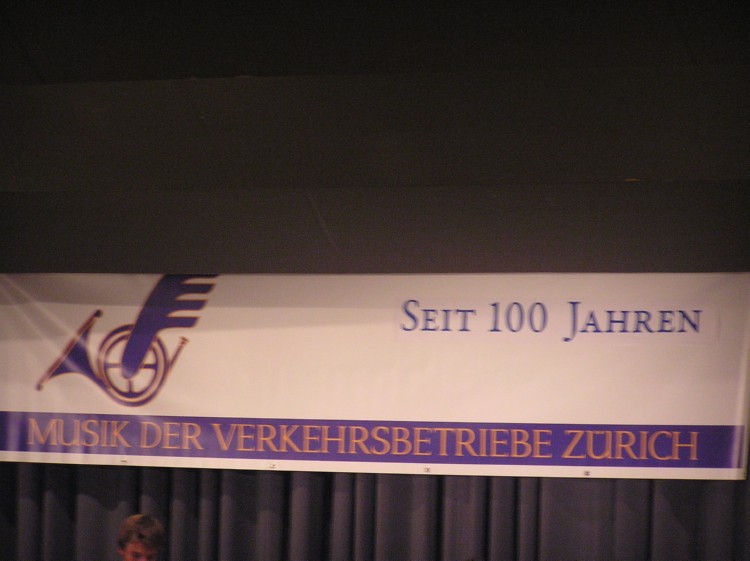 SEIT 100 JAHREN
MUSIK DER VERKEHRSBETRIEBE ZÜRICH